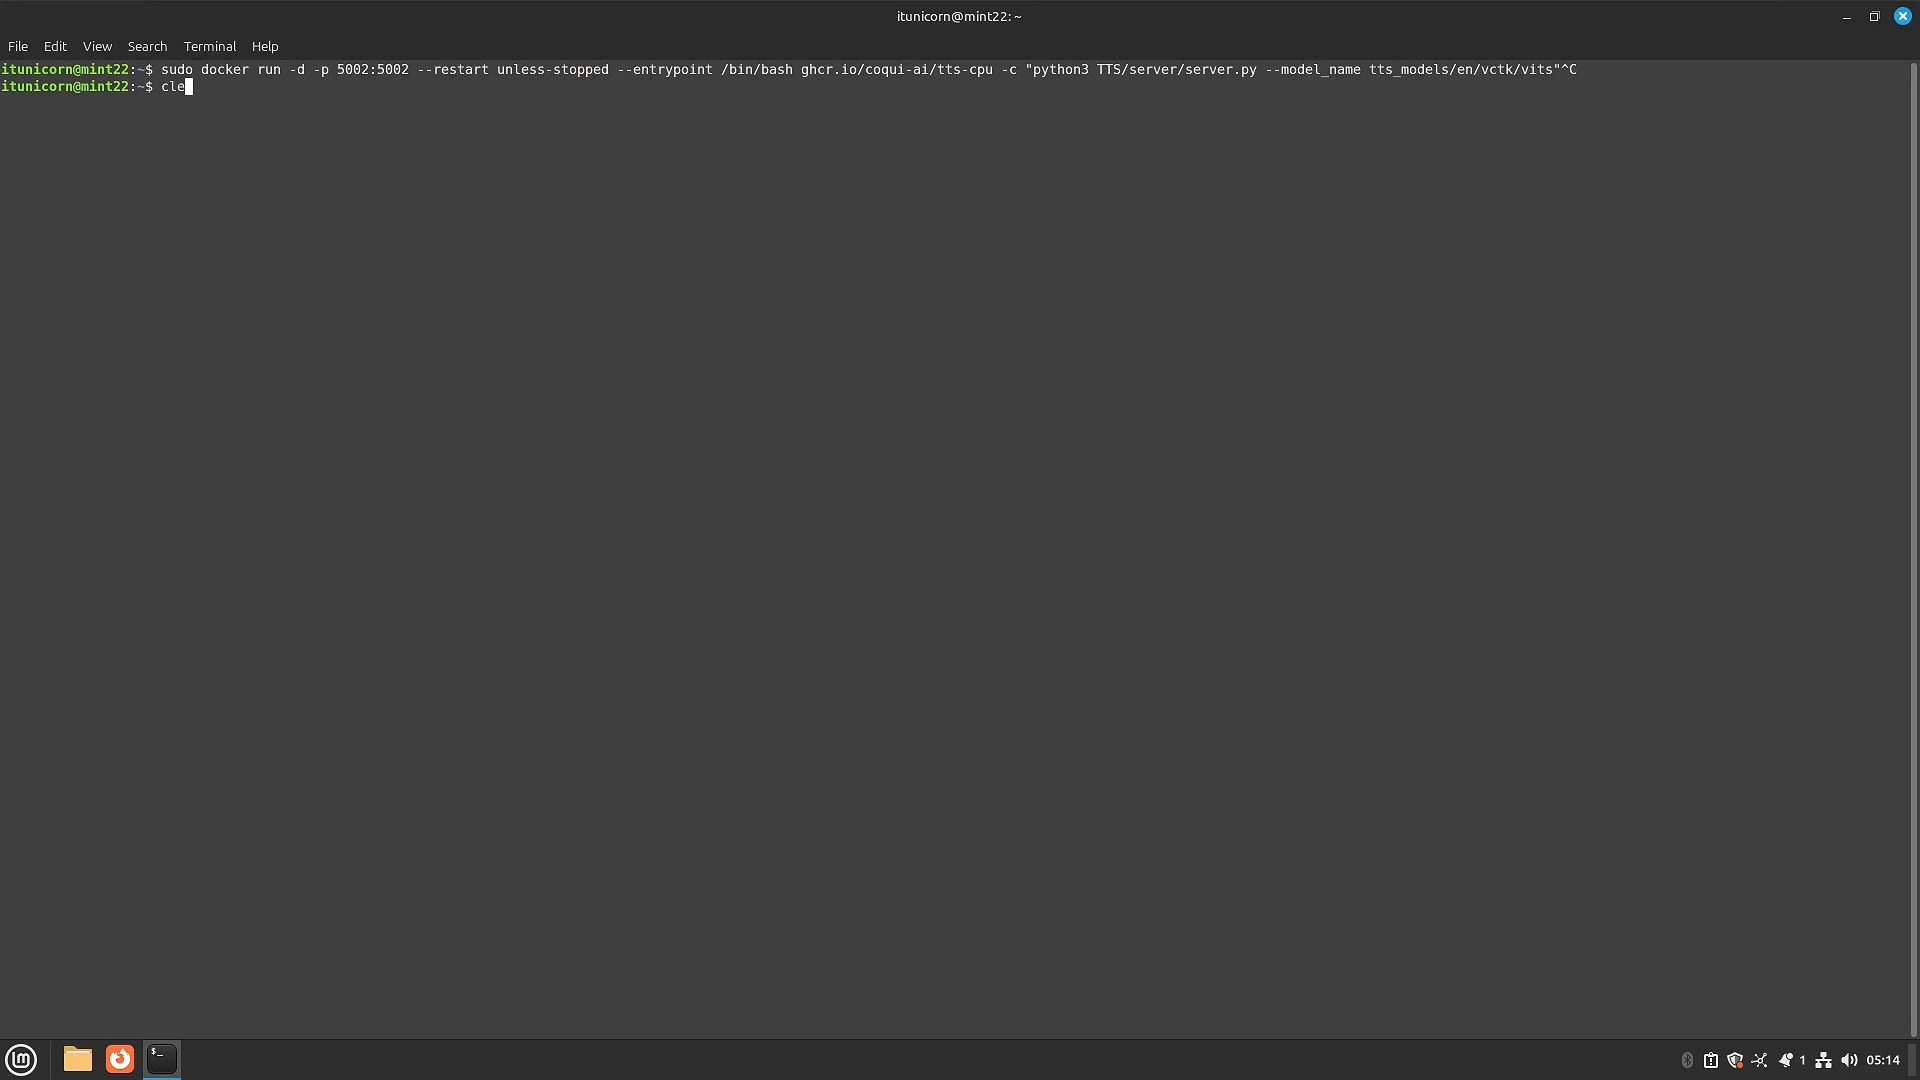 itunicorn@mint22: ~
File Edit View Search Terminal Help
itunicorn@mint22:~$ sudo docker run -d -p 5002:5002 --restart unless-stopped --entrypoint /bin/bash ghcr.io/coqui-ai/tts-cpu -c "python3 TTS/server/server.py --model_name tts_models/en/vctk/vits"^C
itunicorn@mint22:~$ cle
$_
1 05:14